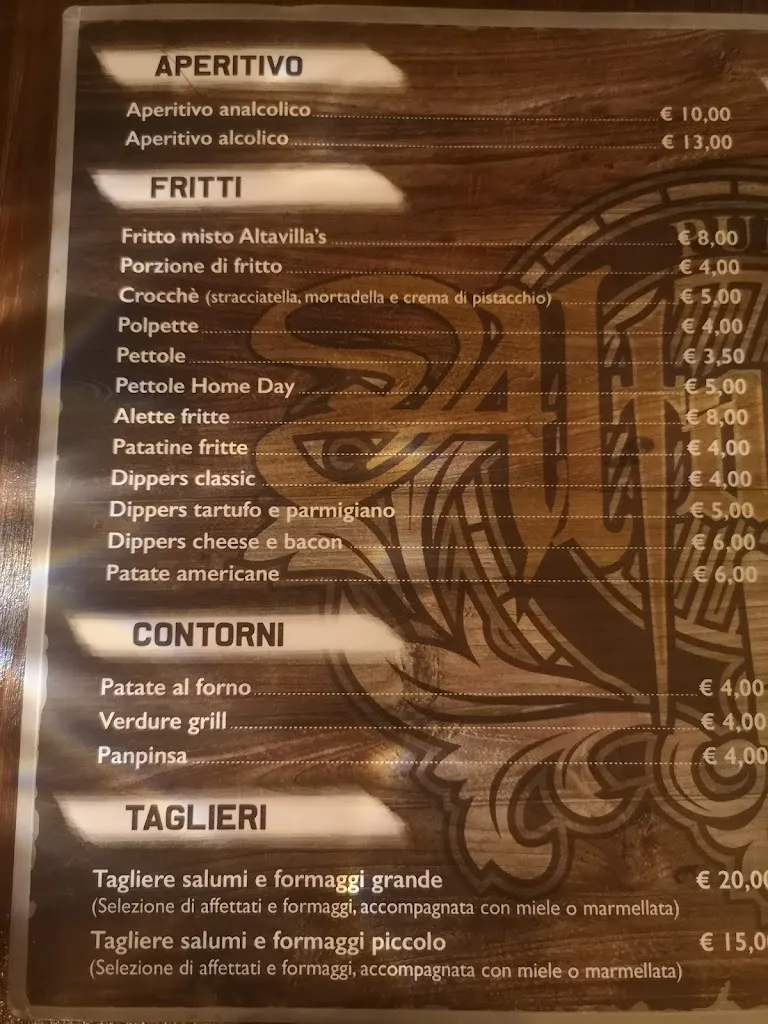 APERITIVO
Aperitivo analcolico € 10,00
Aperitivo alcolico € 13,00
FRITTI
Fritto misto Altavilla's € 8,00
Porzione di fritto € 4,00
Crocchè (stracciatella, mortadella e crema di pistacchio) € 5,00
Polpette € 4,00
Pettole € 3,50
Pettole Home Day € 5,00
Alette fritte € 8,00
Patatine fritte € 4,00
Dippers classic € 4,00
Dippers tartufo e parmigiano € 5,00
Dippers cheese e bacon € 6,00
Patate americane € 6,00
CONTORNI
Patate al forno € 4,00
Verdure grill € 4,00
Panpinsa € 4,00
TAGLIERI
Tagliere salumi e formaggi grande € 20,00
(Selezione di affettati e formaggi, accompagnata con miele o marmellata)
Tagliere salumi e formaggi piccolo € 15,0
(Selezione di affettati e formaggi, accompagnata con miele o marmellata)